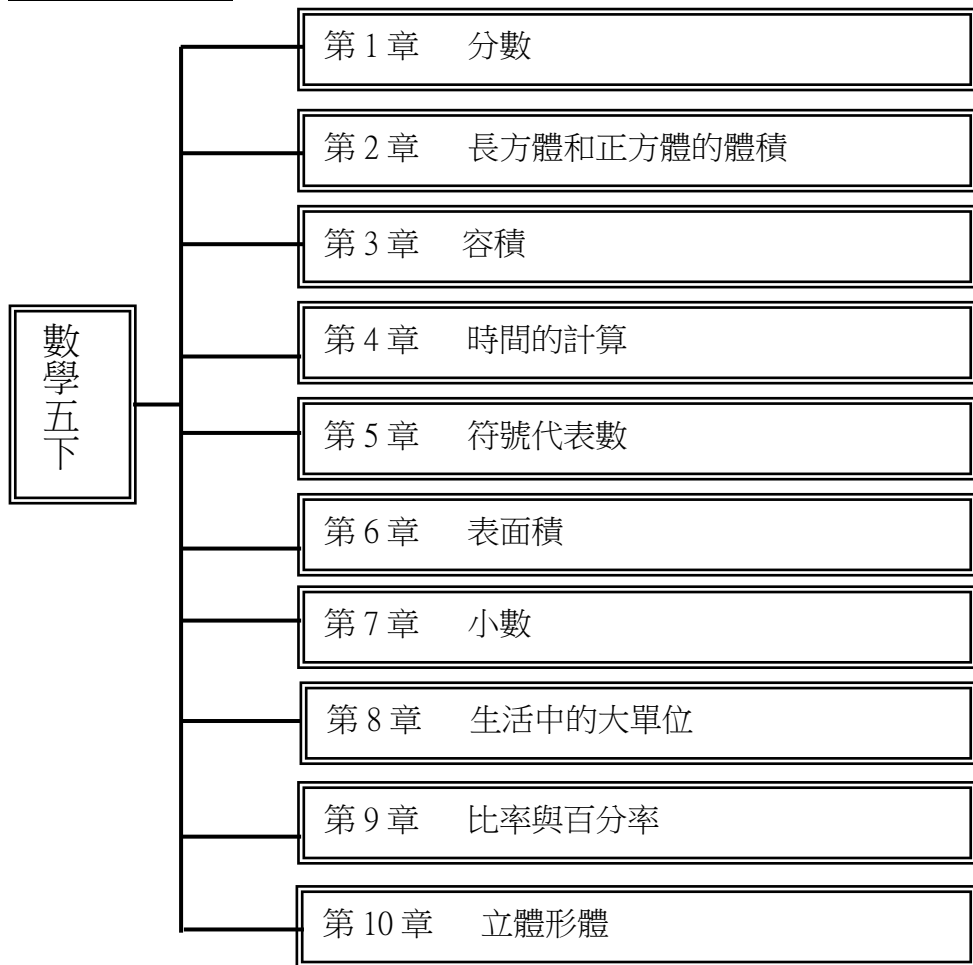 第 1 章 分數
第 2 章 長方體和正方體的體積
第 3 章 容積
第 4 章 時間的計算
第 5 章 符號代表數
第 6 章 表面積
第 7 章 小數
第 8 章 生活中的大單位
第 9 章 比率與百分率
第 10 章 立體形體
數學五下